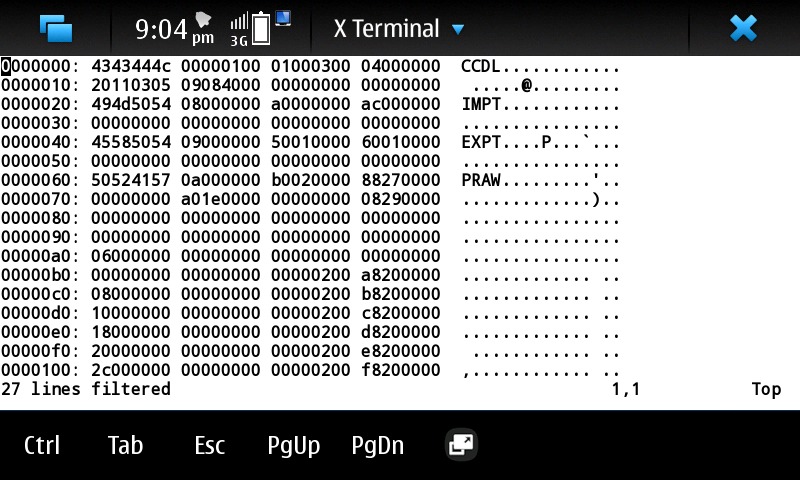 9:04 pm 3G X Terminal
0000000: 4343444c 00000100 01000300 04000000  CCDL............
0000010: 20110305 09084000 00000000 00000000   .....@.........
0000020: 494d5054 08000000 a0000000 ac000000  IMPT............
0000030: 00000000 00000000 00000000 00000000  ................
0000040: 45585054 09000000 50010000 60010000  EXPT....P...`...
0000050: 00000000 00000000 00000000 00000000  ................
0000060: 50524157 0a000000 b0020000 88270000  PRAW.........'..
0000070: 00000000 a01e0000 00000000 08290000  .............)..
0000080: 00000000 00000000 00000000 00000000  ................
0000090: 00000000 00000000 00000000 00000000  ................
00000a0: 06000000 00000000 00000000 00000000  ................
00000b0: 00000000 00000000 00000200 a8200000  ............. ..
00000c0: 08000000 00000000 00000200 b8200000  ............. ..
00000d0: 10000000 00000000 00000200 c8200000  ............. ..
00000e0: 18000000 00000000 00000200 d8200000  ............. ..
00000f0: 20000000 00000000 00000200 e8200000   ............ ..
0000100: 2c000000 00000000 00000200 f8200000  ,............ ..
27 lines filtered 1,1 Top
Ctrl Tab Esc PgUp PgDn